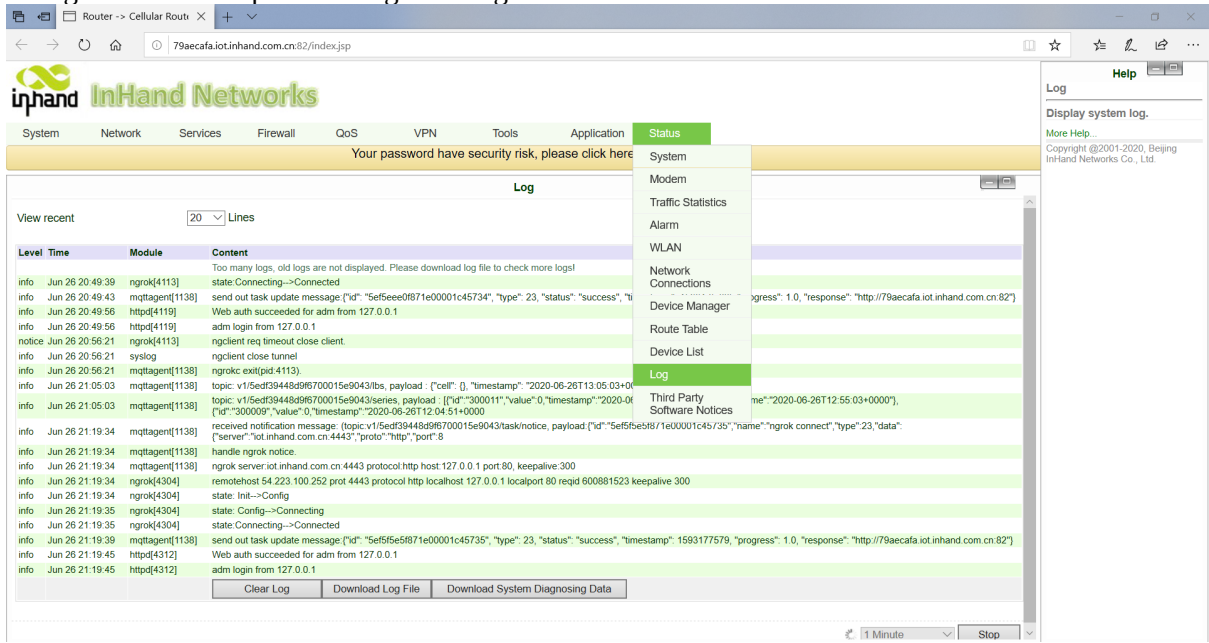 Router -> Cellular Route
79aecafa.iot.inhand.com.cn:82/index.jsp
inhand InHand Networks
Help
Log
Display system log.
More Help...
Copyright @2001-2020, Beijing
InHand Networks Co., Ltd.
System Network Services Firewall QoS VPN Tools Application Status
Your password have security risk, please click here
System
Modem
Traffic Statistics
Alarm
WLAN
Network
Connections
Device Manager
Route Table
Device List
Log
Third Party
Software Notices
Log
View recent 20 Lines
Level Time Module Content
Too many logs, old logs are not displayed. Please download log file to check more logs!
info Jun 26 20:49:39 ngrok[4113] state:Connecting-->Connected
info Jun 26 20:49:43 mqttagent[1138] send out task update message:{"id": "5ef5eee0f871e00001c45734", "type": 23, "status": "success", "ti ogress": 1.0, "response": "http://79aecafa.iot.inhand.com.cn:82"}
info Jun 26 20:49:56 httpd[4119] Web auth succeeded for adm from 127.0.0.1
info Jun 26 20:49:56 httpd[4119] adm login from 127.0.0.1
notice Jun 26 20:56:21 ngrok[4113] ngclient req timeout close client.
info Jun 26 20:56:21 syslog ngclient close tunnel
info Jun 26 20:56:21 mqttagent[1138] ngrokc exit(pid:4113).
info Jun 26 21:05:03 mqttagent[1138] topic: v1/5edf39448d9f6700015e9043/lbs, payload : {"cell": {}, "timestamp": "2020-06-26T13:05:03+00
info Jun 26 21:05:03 mqttagent[1138] topic: v1/5edf39448d9f6700015e9043/series, payload : [{"id":"300011","value":0,"timestamp":"2020-06 me":"2020-06-26T12:55:03+0000"},
{"id":"300009","value":0,"timestamp":"2020-06-26T12:04:51+0000
info Jun 26 21:19:34 mqttagent[1138] received notification message: (topic:v1/5edf39448d9f6700015e9043/task/notice, payload:{"id":"5ef5f5e5f871e00001c45735","name":"ngrok connect","type":23,"data":
{"server":"iot.inhand.com.cn:4443","proto":"http","port":8
info Jun 26 21:19:34 mqttagent[1138] handle ngrok notice.
info Jun 26 21:19:34 mqttagent[1138] ngrok server:iot.inhand.com.cn:4443 protocol:http host:127.0.0.1 port:80, keepalive:300
info Jun 26 21:19:34 ngrok[4304] remotehost 54.223.100.252 prot 4443 protocol http localhost 127.0.0.1 localport 80 reqid 600881523 keepalive 300
info Jun 26 21:19:34 ngrok[4304] state: Init-->Config
info Jun 26 21:19:35 ngrok[4304] state: Config-->Connecting
info Jun 26 21:19:35 ngrok[4304] state:Connecting-->Connected
info Jun 26 21:19:39 mqttagent[1138] send out task update message:{"id": "5ef5f5e5f871e00001c45735", "type": 23, "status": "success", "timestamp": 1593177579, "progress": 1.0, "response": "http://79aecafa.iot.inhand.com.cn:82"}
info Jun 26 21:19:45 httpd[4312] Web auth succeeded for adm from 127.0.0.1
info Jun 26 21:19:45 httpd[4312] adm login from 127.0.0.1
Clear Log Download Log File Download System Diagnosing Data
1 Minute Stop